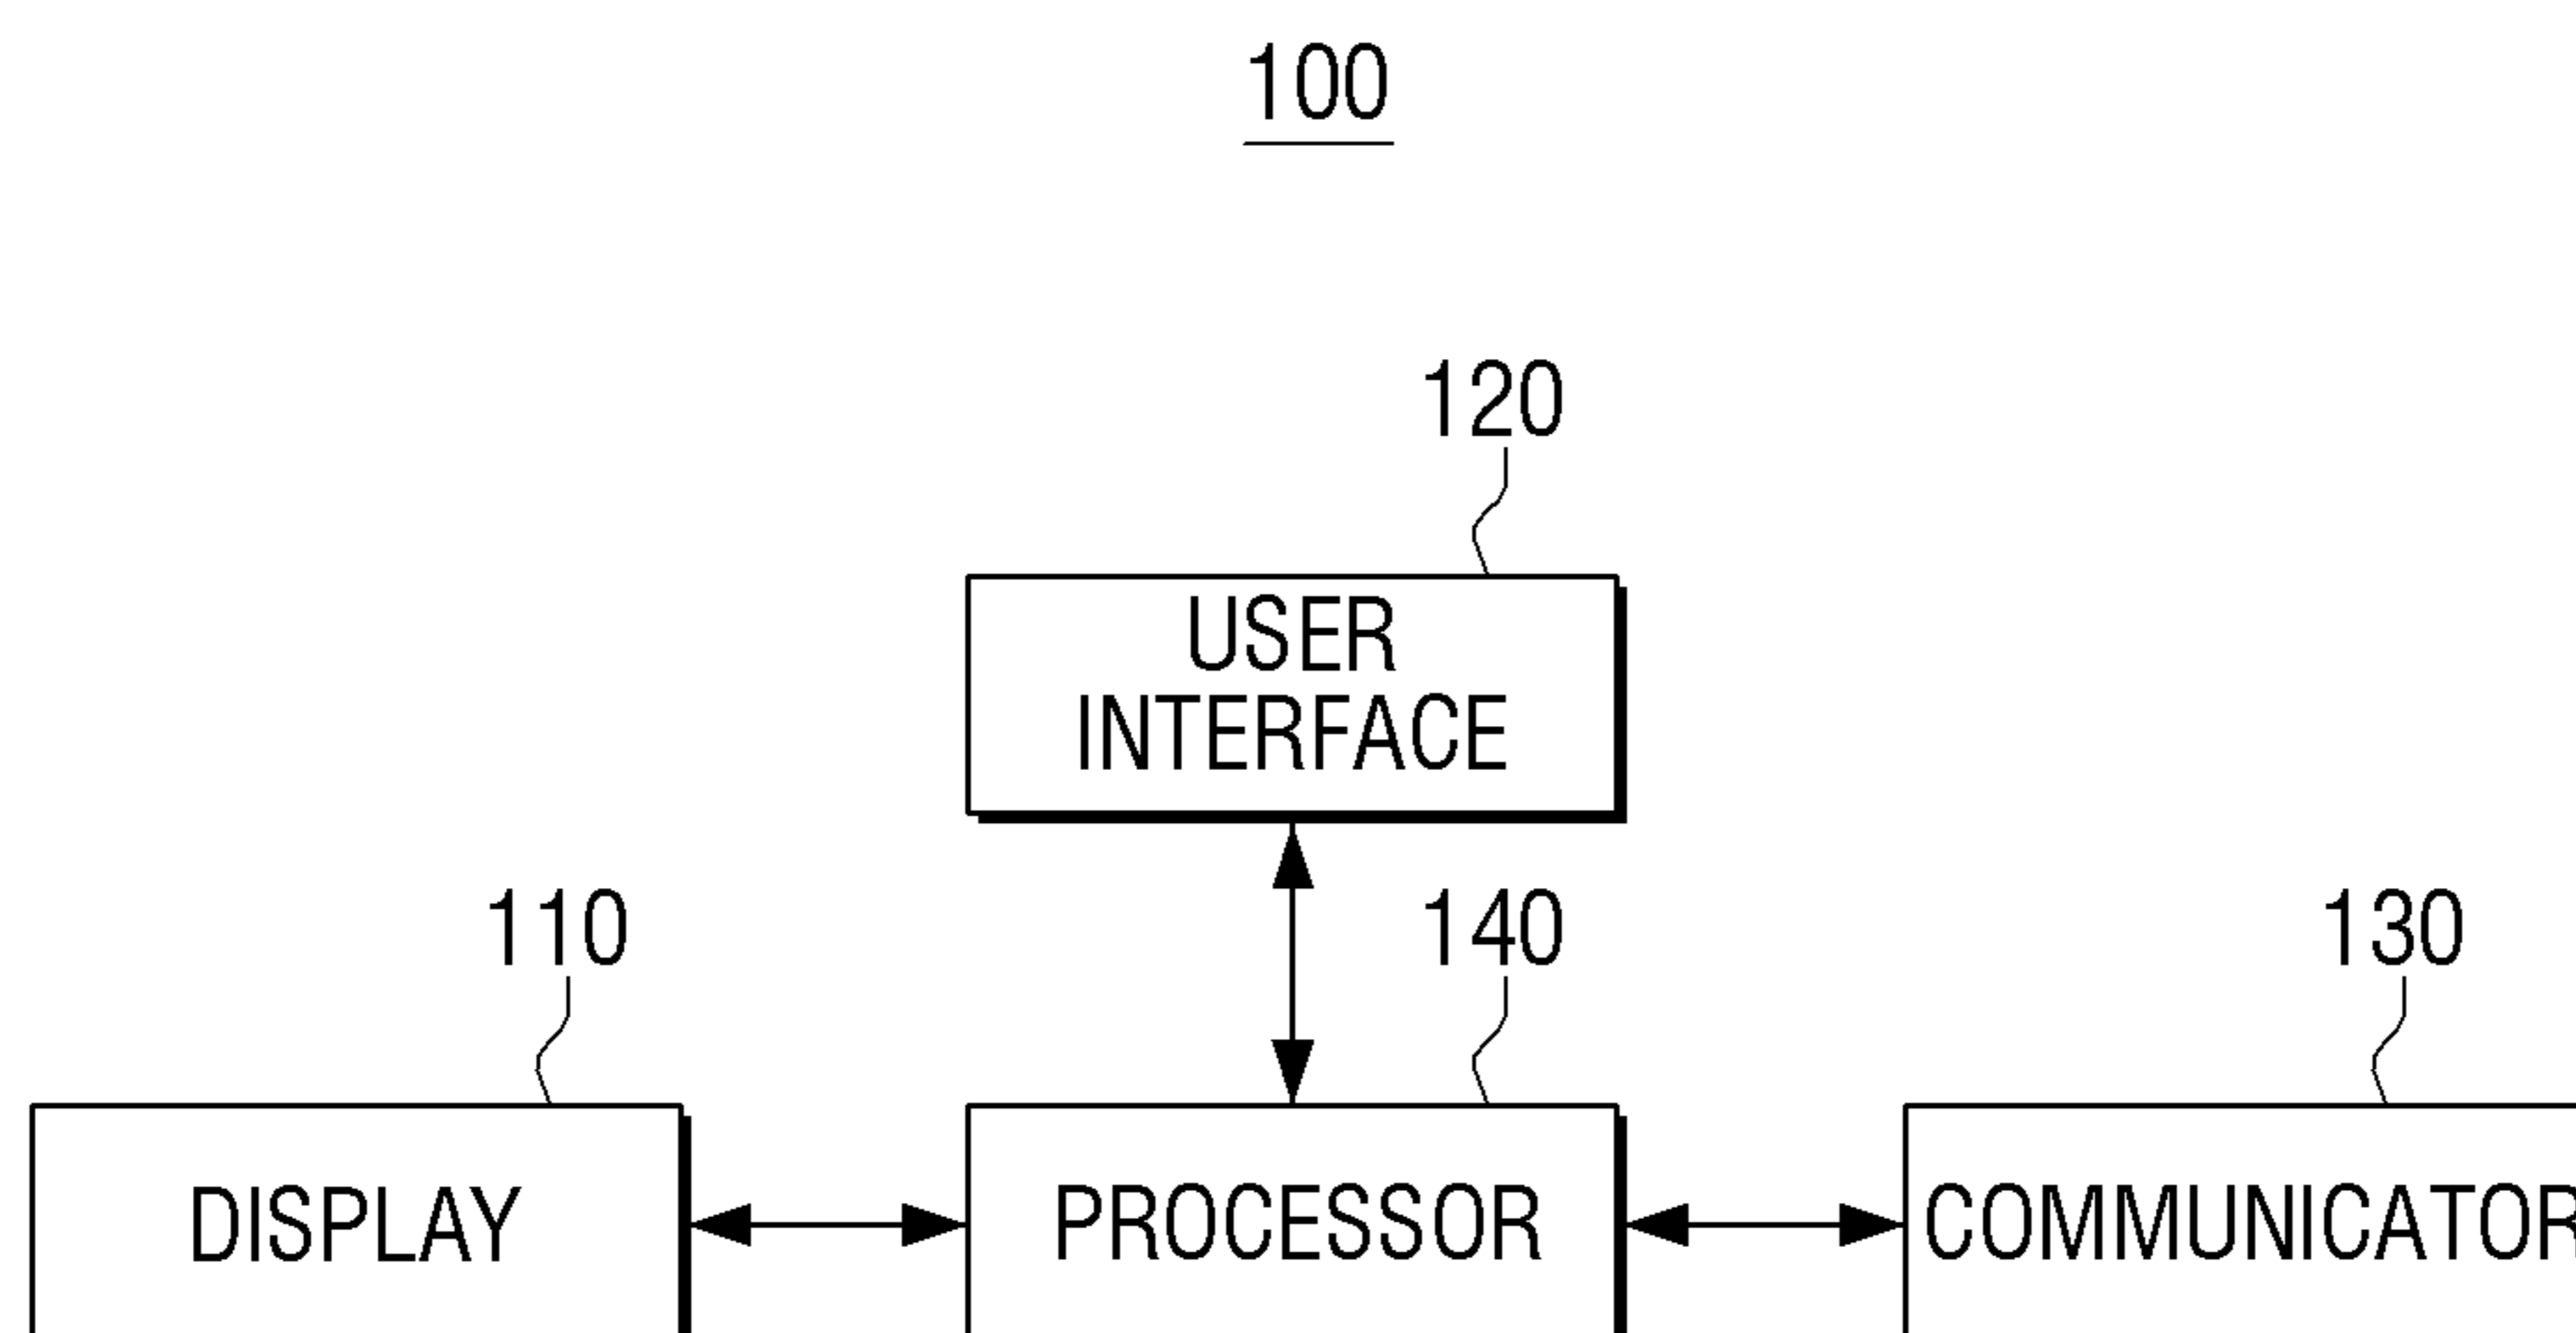 100
120
USER
INTERFACE
110
140
130
DISPLAY
PROCESSOR
COMMUNICATOR